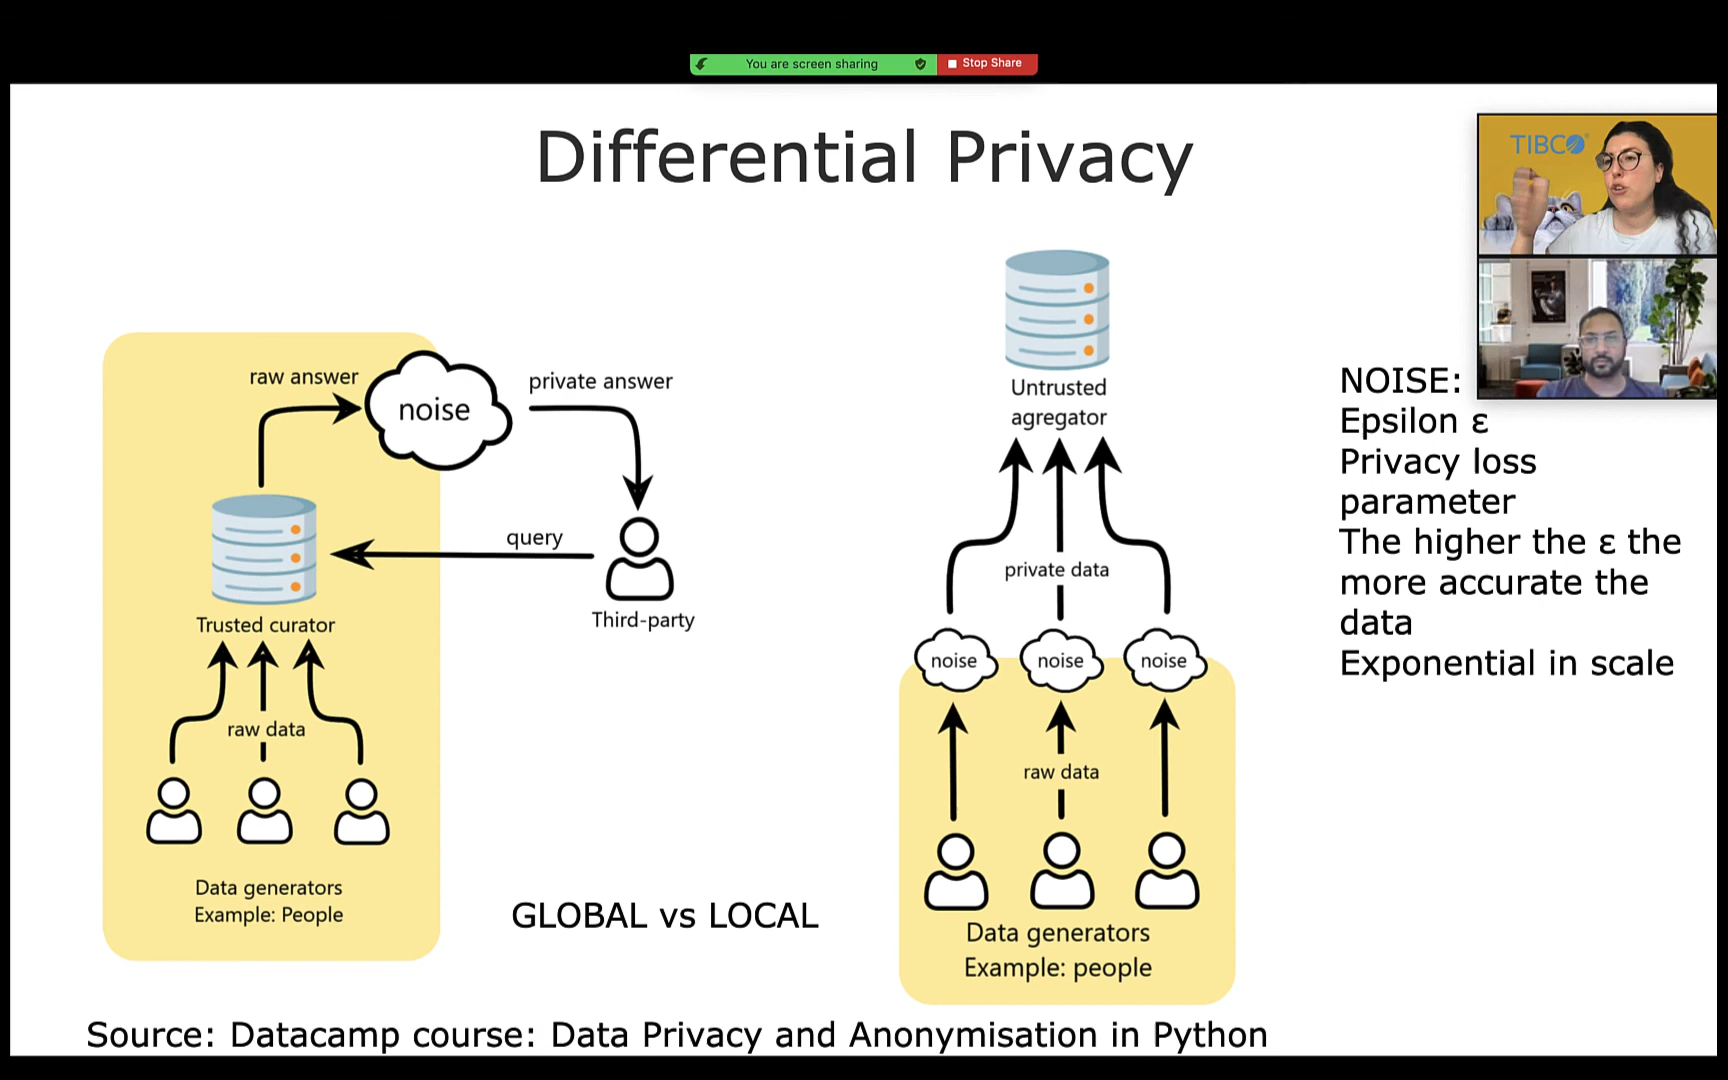 You are screen sharing
Stop Share
Differential Privacy
TIBCO
raw answer
noise
private answer
query
Third-party
Trusted curator
raw data
Data generators
Example: People
GLOBAL vs LOCAL
Untrusted
agregator
private data
noise
noise
noise
raw data
Data generators
Example: people
NOISE:
Epsilon ε
Privacy loss
parameter
The higher the ε the
more accurate the
data
Exponential in scale
Source: Datacamp course: Data Privacy and Anonymisation in Python